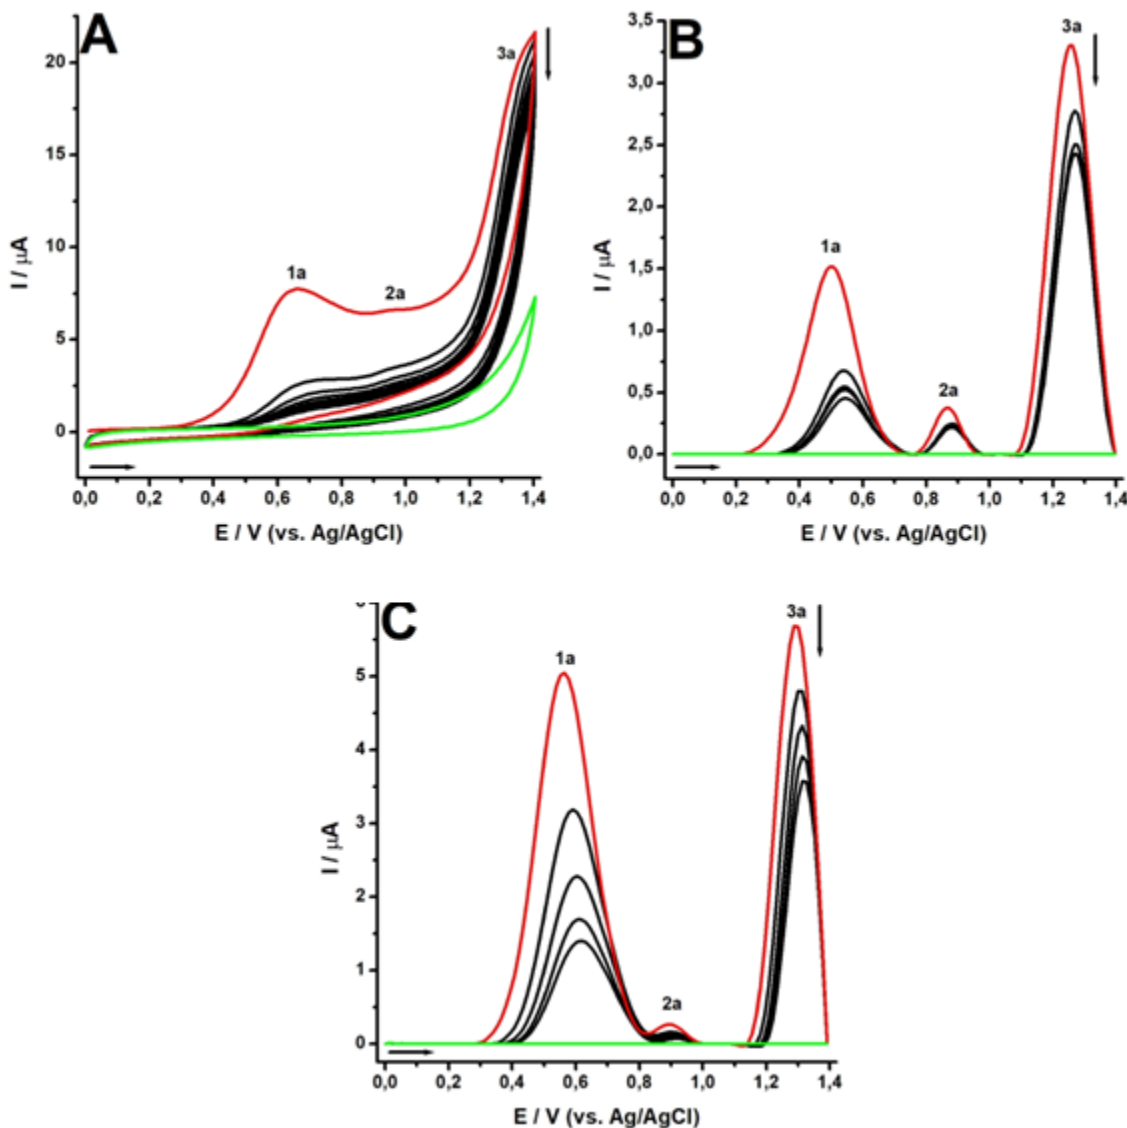 A
20
15
10
5
0
I / μA
1a
2a
3a
0,0 0,2 0,4 0,6 0,8 1,0 1,2 1,4
E / V (vs. Ag/AgCl)
B
3,5
3,0
2,5
2,0
1,5
1,0
0,5
0,0
I / μA
1a
2a
3a
0,0 0,2 0,4 0,6 0,8 1,0 1,2 1,4
E / V (vs. Ag/AgCl)
C
5
4
3
2
1
0
I / μA
1a
2a
3a
0,0 0,2 0,4 0,6 0,8 1,0 1,2 1,4
E / V (vs. Ag/AgCl)